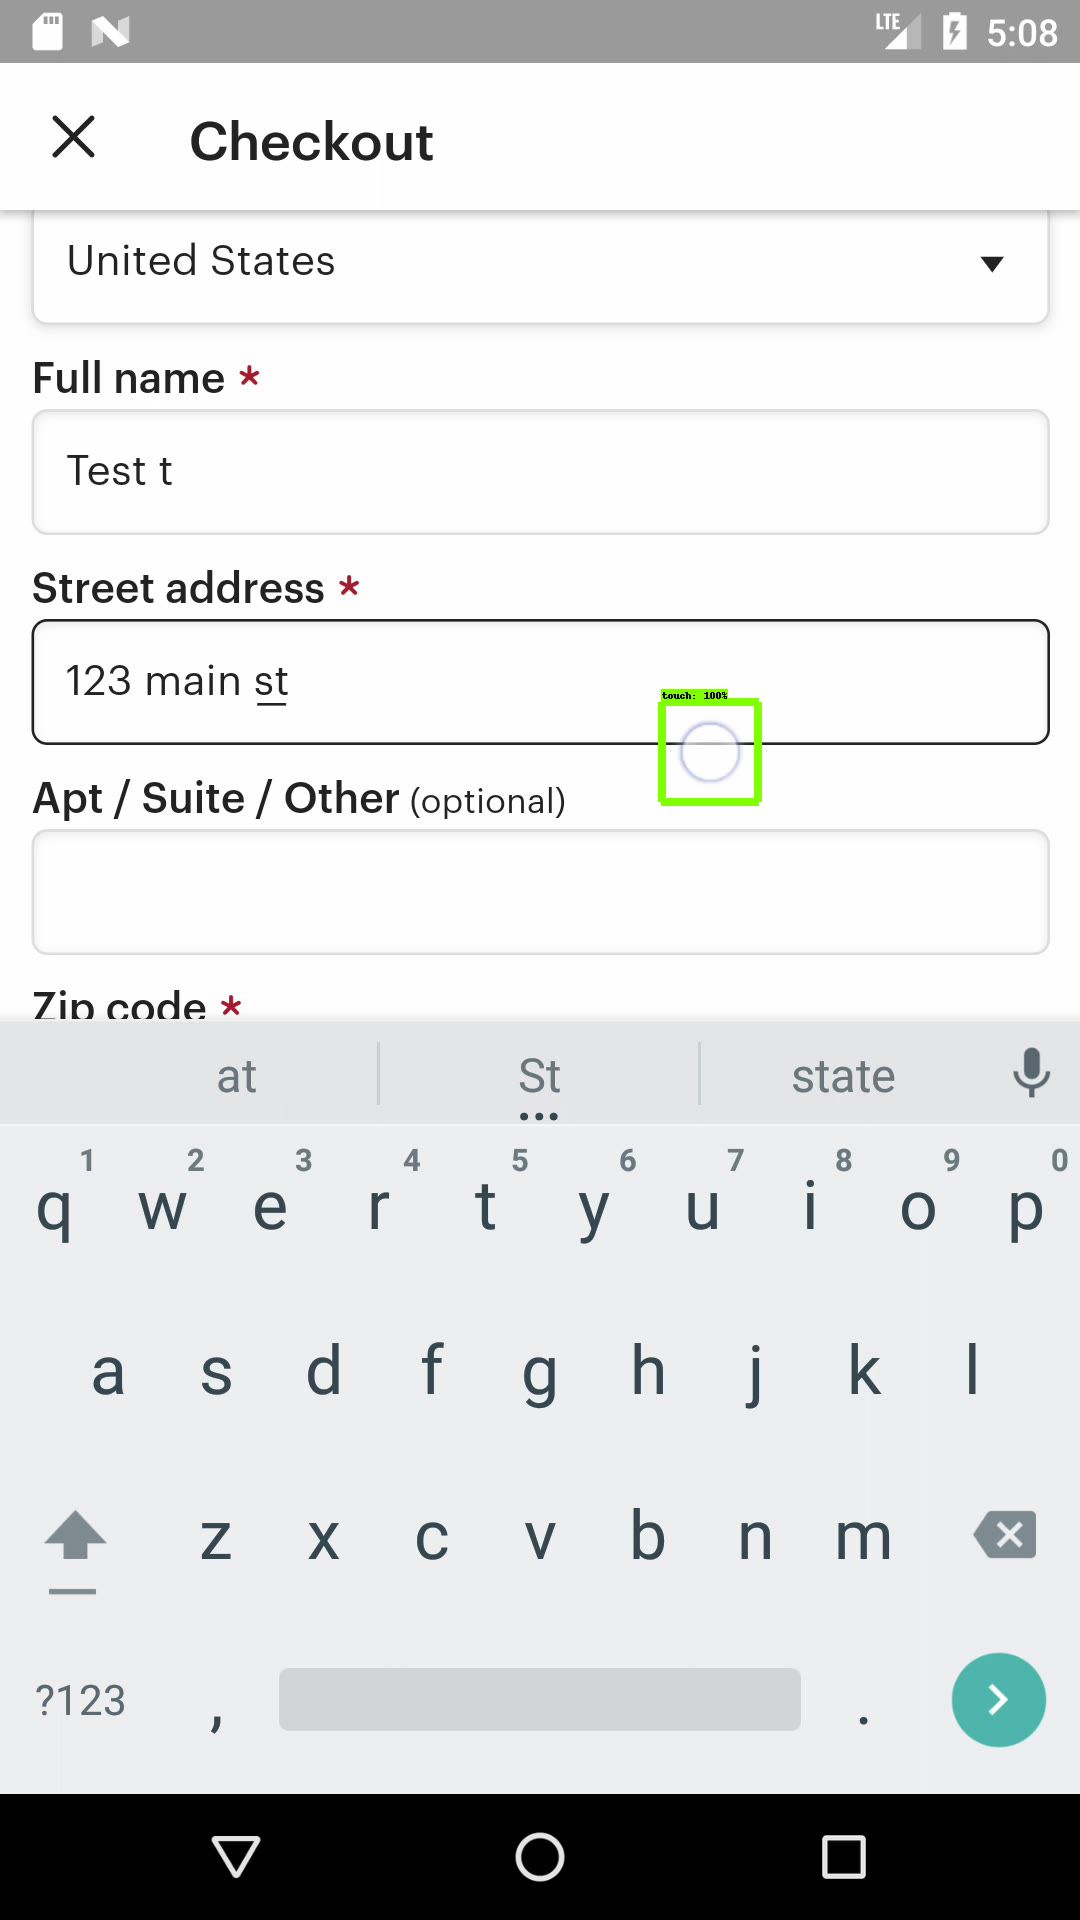 LTE 5:08
Checkout
United States
Full name *
Test t
Street address *
123 main st
touch: 100%
Apt / Suite / Other (optional)
Zip code *
at St state
1 2 3 4 5 6 7 8 9 0
q w e r t y u i o p
a s d f g h j k l
z x c v b n m
?123 , .